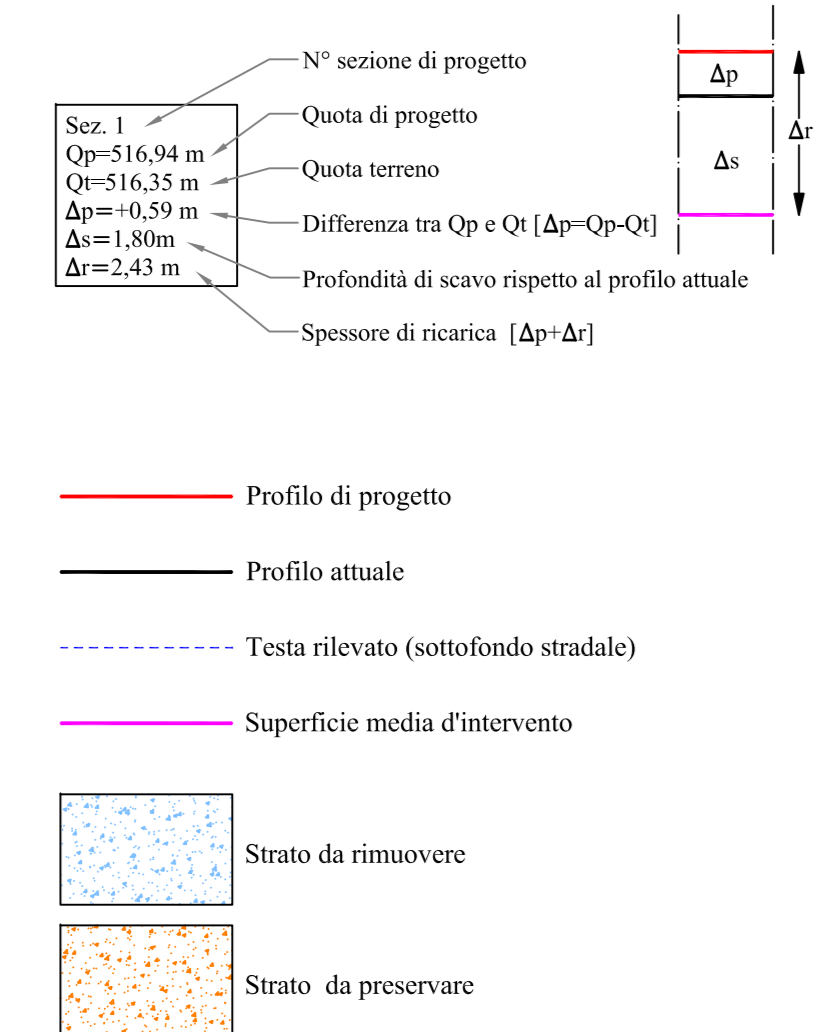 N° sezione di progetto
Quota di progetto
Quota terreno
Differenza tra Qp e Qt [Δp=Qp-Qt]
Profondità di scavo rispetto al profilo attuale
Spessore di ricarica [Δp+Δr]
Sez. 1
Qp=516,94 m
Qt=516,35 m
Δp=+0,59 m
Δs=1,80m
Δr=2,43 m
Δp
Δr
Δs
Profilo di progetto
Profilo attuale
Testa rilevato (sottofondo stradale)
Superficie media d'intervento
Strato da rimuovere
Strato da preservare